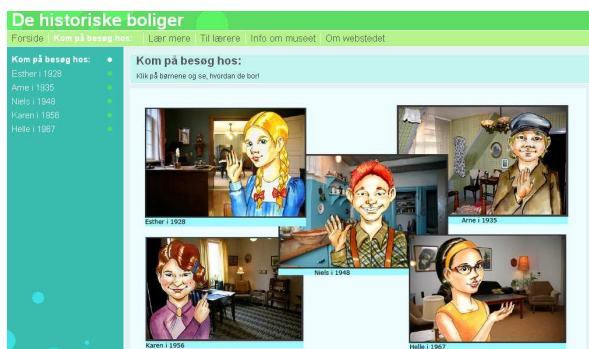 De historiske boliger
Forside | Kom på besøg hos: | Lær mere | Til lærere | Info om museet | Om webstedet
Kom på besøg hos:
Esther i 1928
Arne i 1935
Niels i 1948
Karen i 1956
Helle i 1967
Kom på besøg hos:
Klik på børnene og se, hvordan de bor!
Esther i 1928
Arne i 1935
Niels i 1948
Karen i 1956
Helle i 1967